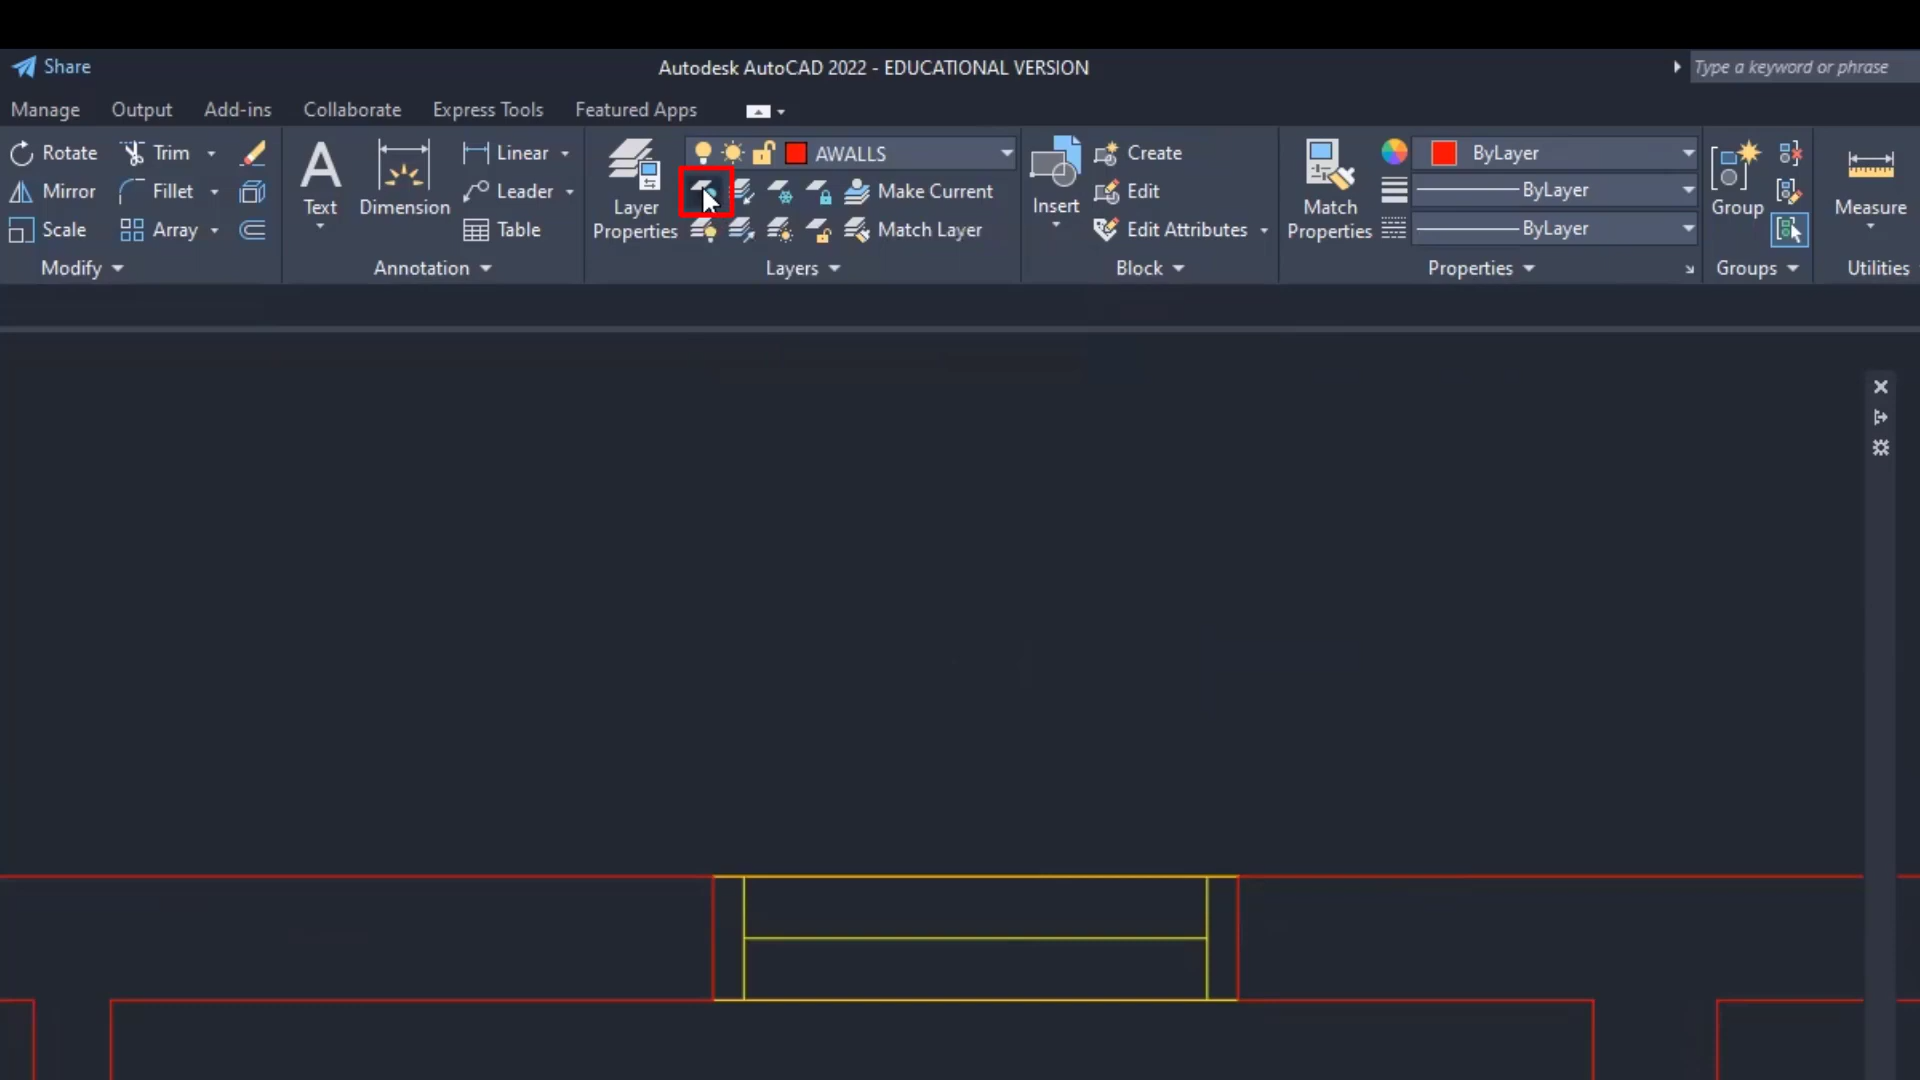 Share
Autodesk AutoCAD 2022 - EDUCATIONAL VERSION
Type a keyword or phrase
Manage Output Add-ins Collaborate Express Tools Featured Apps
Rotate Trim
Mirror Fillet
Scale Array
Modify
Text
Dimension
Linear
Leader
Table
Annotation
Layer
Properties
AWALLS
Make Current
Match Layer
Layers
Insert
Create
Edit
Edit Attributes
Block
Match
Properties
ByLayer
ByLayer
ByLayer
Properties
Group
Groups
Measure
Utilities